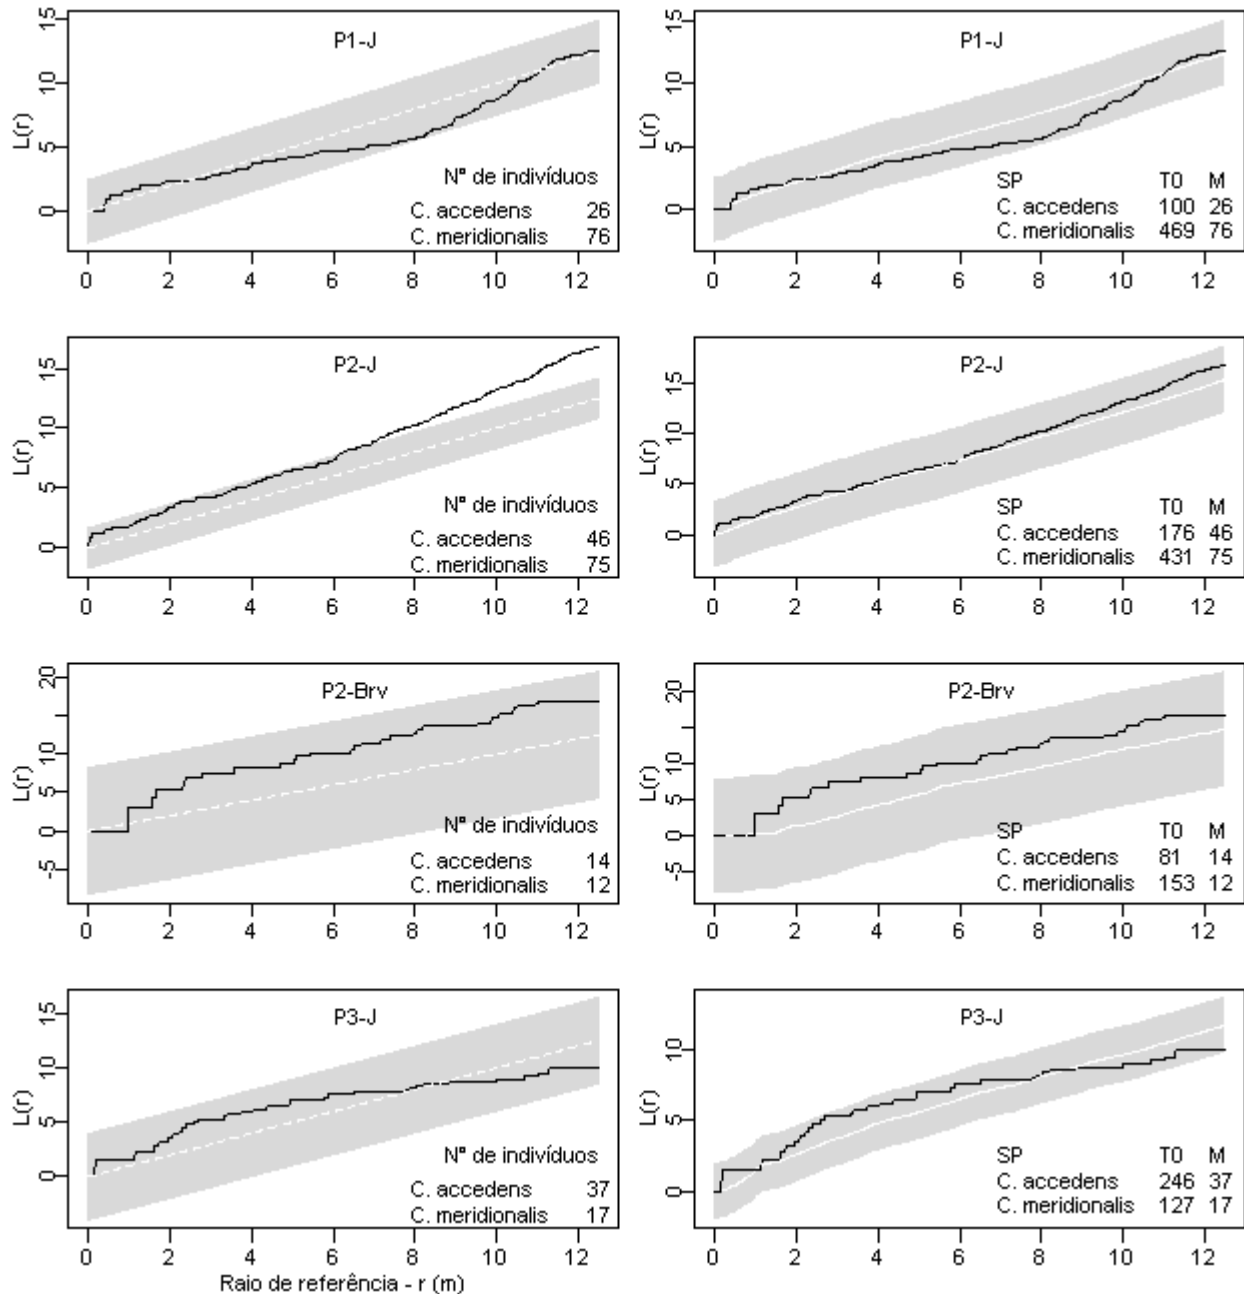 P1-J
L(r)
15
10
5
0
Nº de indivíduos
C. accedens 26
C. meridionalis 76
0 2 4 6 8 10 12
P1-J
L(r)
15
10
5
0
SP T0 M
C. accedens 100 26
C. meridionalis 469 76
0 2 4 6 8 10 12
P2-J
L(r)
15
10
5
0
Nº de indivíduos
C. accedens 46
C. meridionalis 75
0 2 4 6 8 10 12
P2-J
L(r)
15
10
5
0
SP T0 M
C. accedens 176 46
C. meridionalis 431 75
0 2 4 6 8 10 12
P2-Brv
L(r)
20
10
5
0
-5
Nº de indivíduos
C. accedens 14
C. meridionalis 12
0 2 4 6 8 10 12
P2-Brv
L(r)
20
10
5
0
-5
SP T0 M
C. accedens 81 14
C. meridionalis 153 12
0 2 4 6 8 10 12
P3-J
L(r)
15
10
5
0
Nº de indivíduos
C. accedens 37
C. meridionalis 17
0 2 4 6 8 10 12
Raio de referência - r (m)
P3-J
L(r)
10
5
0
SP T0 M
C. accedens 246 37
C. meridionalis 127 17
0 2 4 6 8 10 12